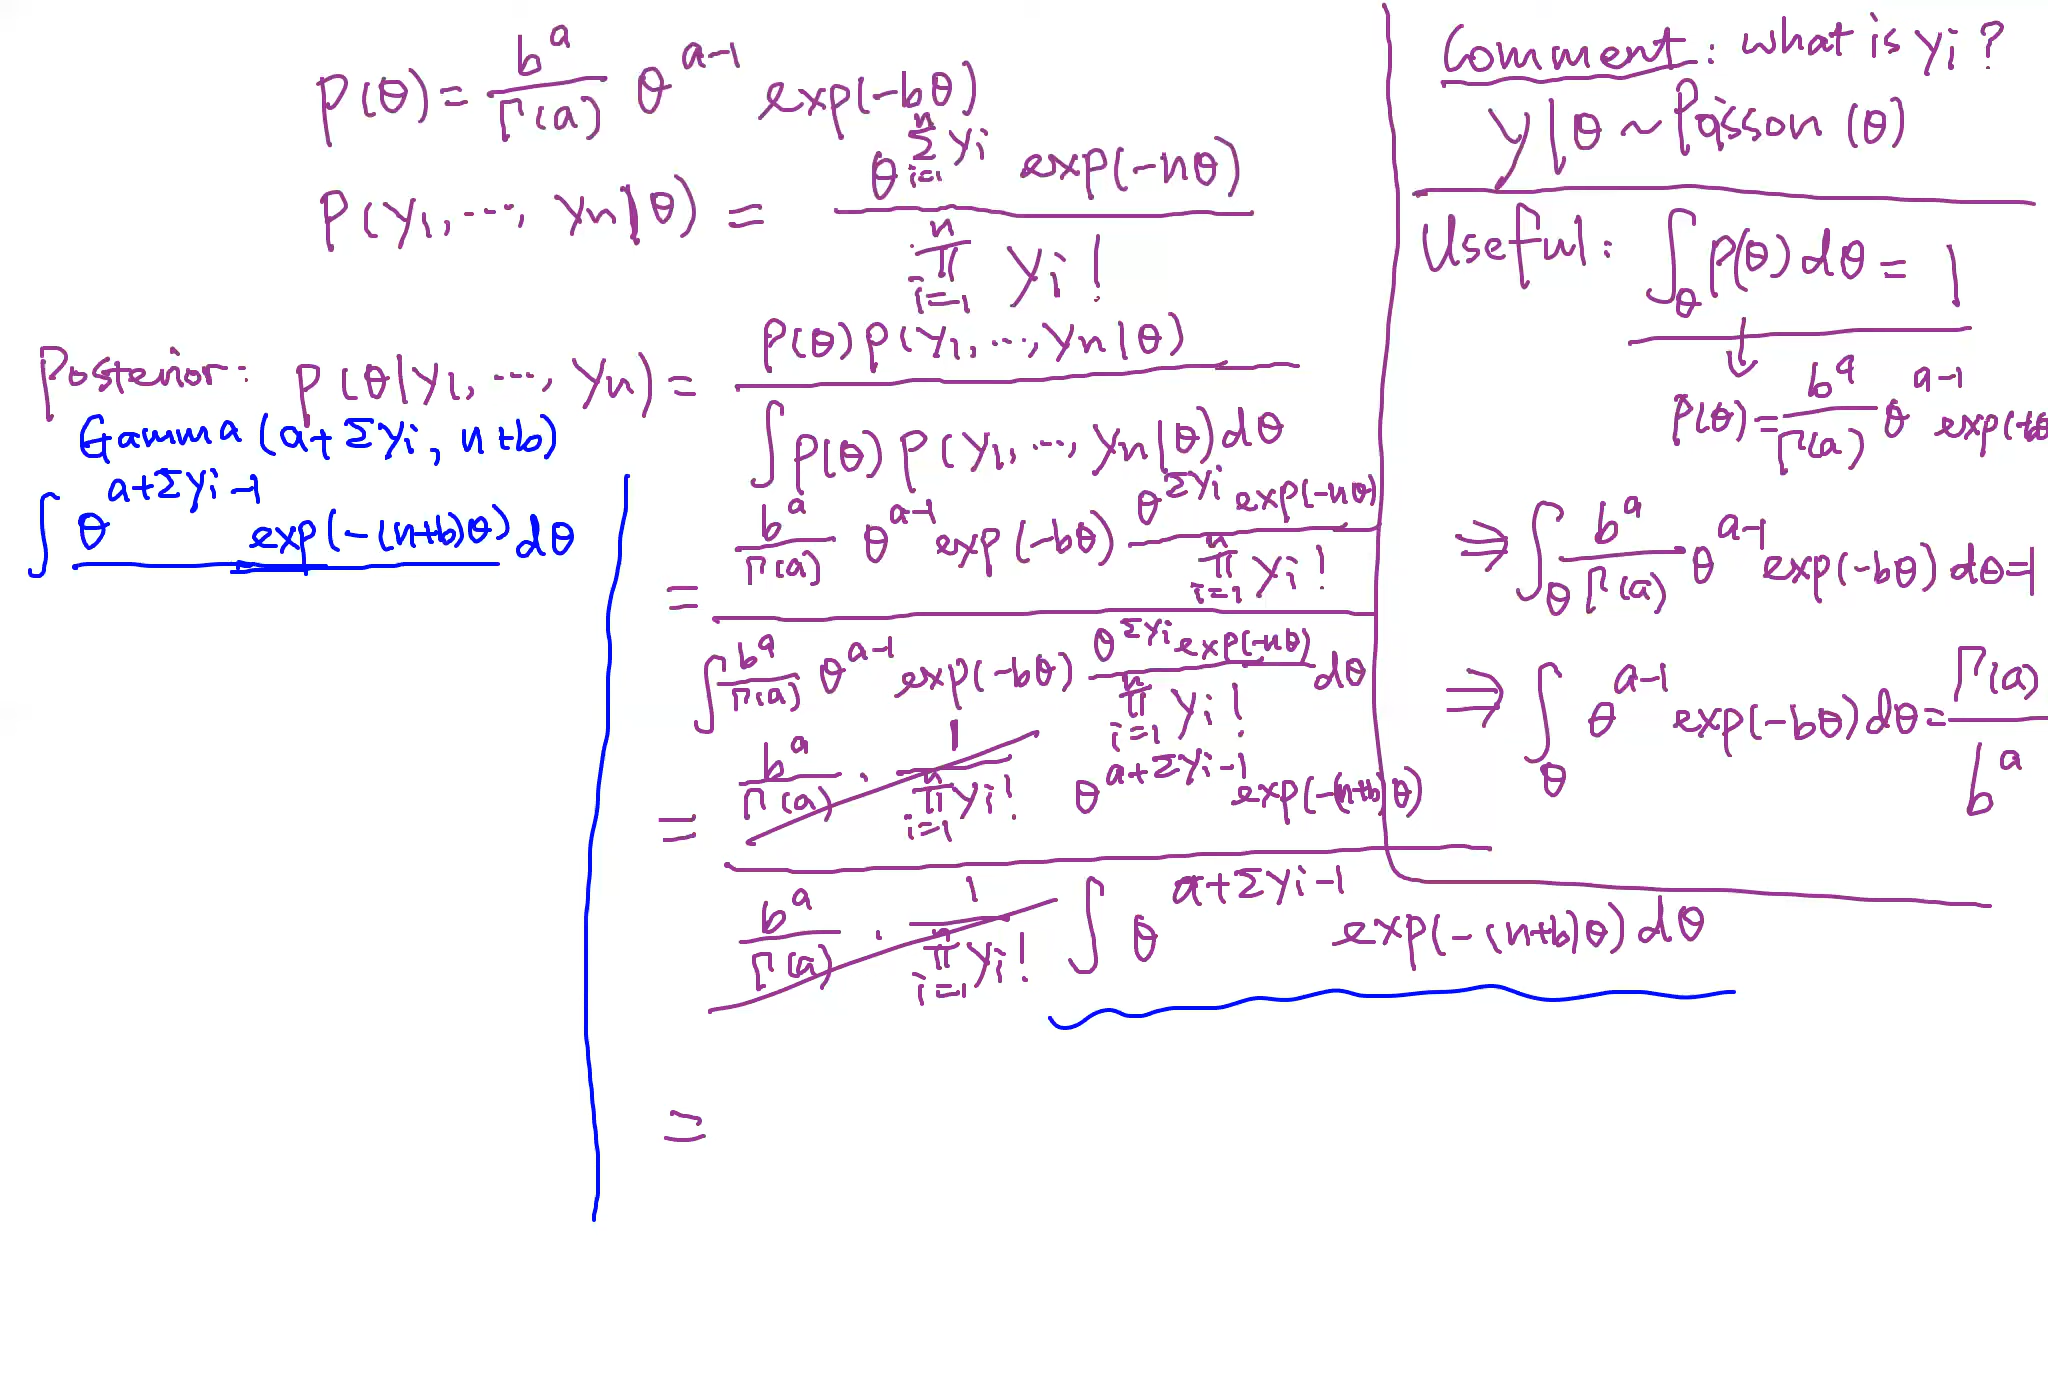 P(θ) = b^a / Γ(a) θ^(a-1) exp(-bθ)
P(y₁, ..., yₙ|θ) = θ^(Σ_{i=1}^n yᵢ) exp(-nθ) / ∏_{i=1}^n yᵢ!
Posterior: P(θ|y₁, ..., yₙ) = P(θ)P(y₁, ..., yₙ|θ) / ∫P(θ)P(y₁, ..., yₙ|θ)dθ
= b^a / Γ(a) θ^(a-1) exp(-bθ) θ^(Σyᵢ) exp(-nθ) / ∏_{i=1}^n yᵢ!
/ ∫ b^a / Γ(a) θ^(a-1) exp(-bθ) θ^(Σyᵢ) exp(-nθ) / ∏_{i=1}^n yᵢ! dθ
= b^a / Γ(a) · 1 / ∏_{i=1}^n yᵢ! θ^(a+Σyᵢ-1) exp(-(n+b)θ)
/ b^a / Γ(a) · 1 / ∏_{i=1}^n yᵢ! ∫ θ^(a+Σyᵢ-1) exp(-(n+b)θ)dθ
=
Gamma (a+Σyᵢ, n+b)
∫ θ^(a+Σyᵢ-1) exp(-(n+b)θ)dθ
Comment: what is yᵢ?
y|θ ~ Poisson (θ)
Useful: ∫_θ P(θ)dθ = 1
↓
P(θ) = b^a / Γ(a) θ^(a-1)
⇒ ∫_θ b^a / Γ(a) θ^(a-1) exp(-bθ)dθ=1
⇒ ∫_θ θ^(a-1) exp(-bθ)dθ = Γ(a) / b^a